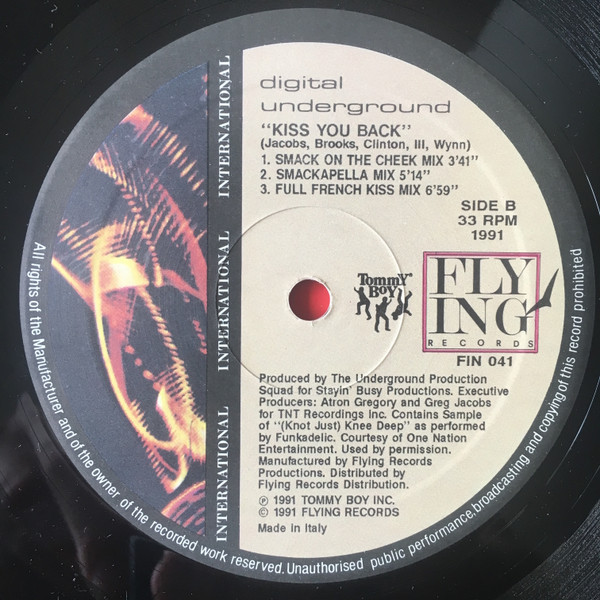 digital
underground
"KISS YOU BACK"
(Jacobs, Brooks, Clinton, III, Wynn)
1. SMACK ON THE CHEEK MIX 3'41"
2. SMACKAPELLA MIX 5'14"
3. FULL FRENCH KISS MIX 6'59"
SIDE B
33 RPM
1991
TOMMY
BOY
FLY
ING
RECORDS
FIN 041
Produced by The Underground Production
Squad for Stayin' Busy Productions. Executive
Producers: Atron Gregory and Greg Jacobs
for TNT Recordings Inc. Contains Sample
of "(Knot Just) Knee Deep" as performed
by Funkadelic. Courtesy of One Nation
Entertainment. Used by permission.
Manufactured by Flying Records
Productions. Distributed by
Flying Records Distribution.
℗ 1991 TOMMY BOY INC.
© 1991 FLYING RECORDS
Made in Italy
INTERNATIONAL
INTERNATIONAL
INTERNATIONAL
All rights of the Manufacturer and of the owner of the recorded work reserved. Unauthorised public performance, broadcasting and copying of this record prohibited